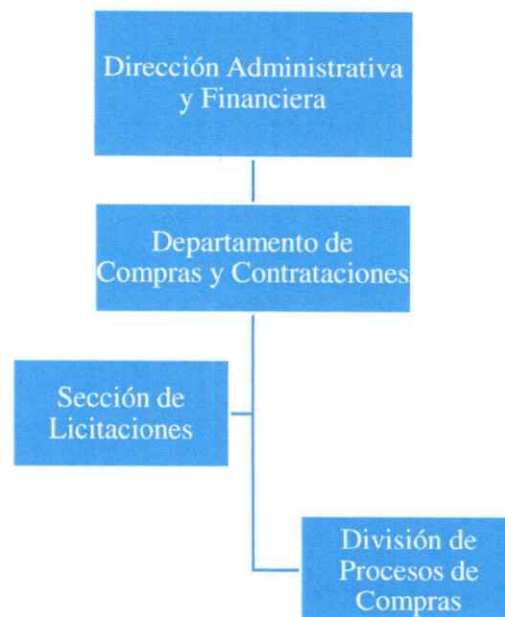 Dirección Administrativa
y Financiera
Departamento de
Compras y Contrataciones
Sección de
Licitaciones
División de
Procesos de
Compras